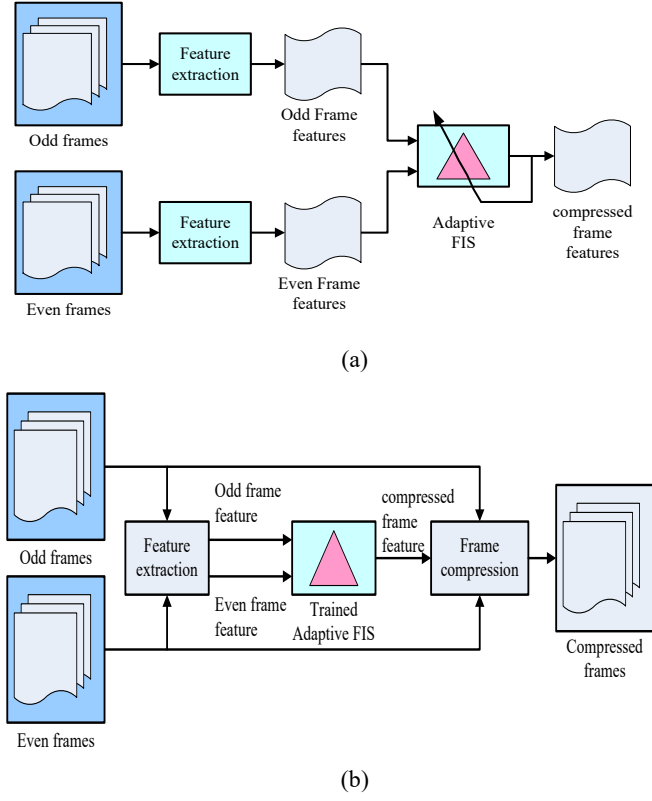 Feature
extraction
Odd frames
Odd Frame
features
Feature
extraction
Even frames
Even Frame
features
Adaptive
FIS
compressed
frame
features
(a)
Odd frames
Even frames
Feature
extraction
Odd frame
feature
Even frame
feature
Trained
Adaptive FIS
compressed
frame
feature
Frame
compression
Compressed
frames
(b)